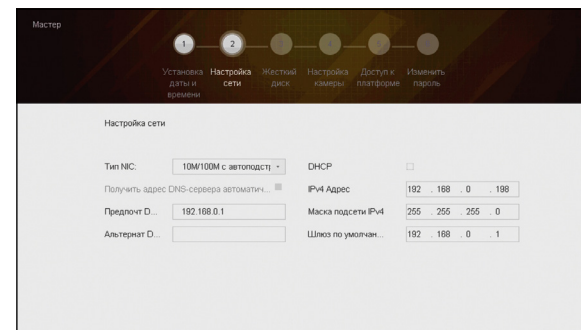 Мастер
1
2
Установка даты и времени
Настройка сети
Жесткий диск
Настройка камеры
Доступ к платформе
Изменить пароль
Настройка сети
Тип NIC: 10M/100M с автоподстр
DHCP
Получить адрес DNS-сервера автоматич...
IPv4 Адрес 192 . 168 . 0 . 198
Предпочт D... 192.168.0.1
Маска подсети IPv4 255 . 255 . 255 . 0
Альтернат D...
Шлюз по умолчан... 192 . 168 . 0 . 1